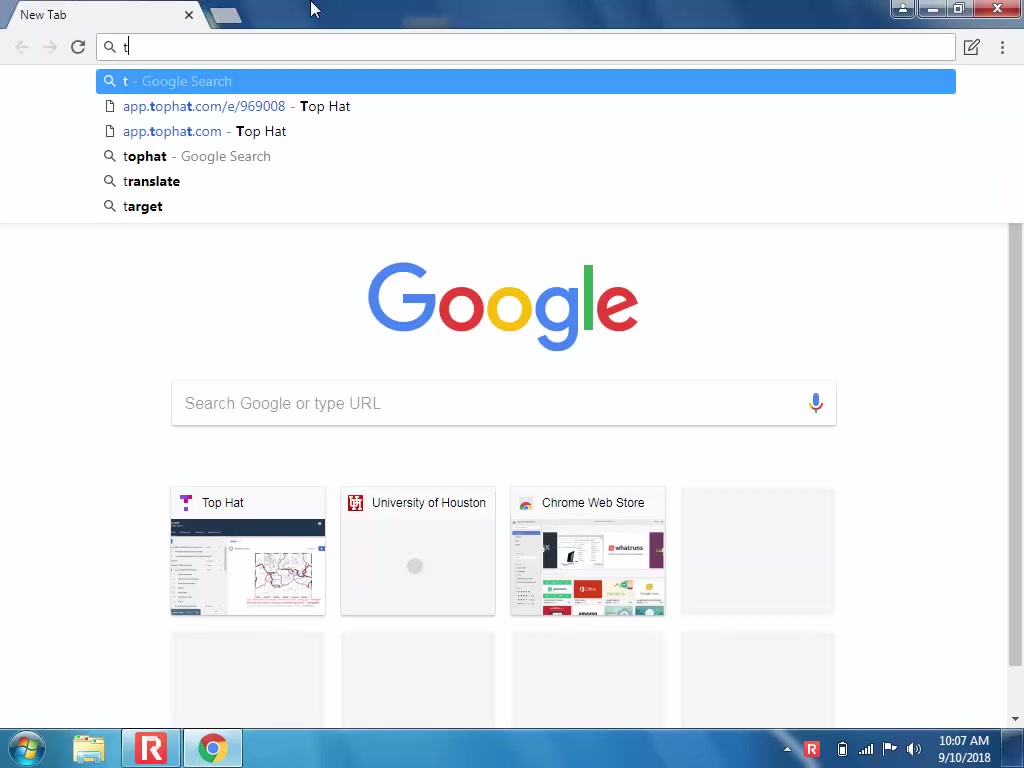 New Tab
t
t - Google Search
app.tophat.com/e/969008 - Top Hat
app.tophat.com - Top Hat
tophat - Google Search
translate
target
Google
Search Google or type URL
Top Hat
University of Houston
Chrome Web Store
whatruns
Office
10:07 AM
9/10/2018